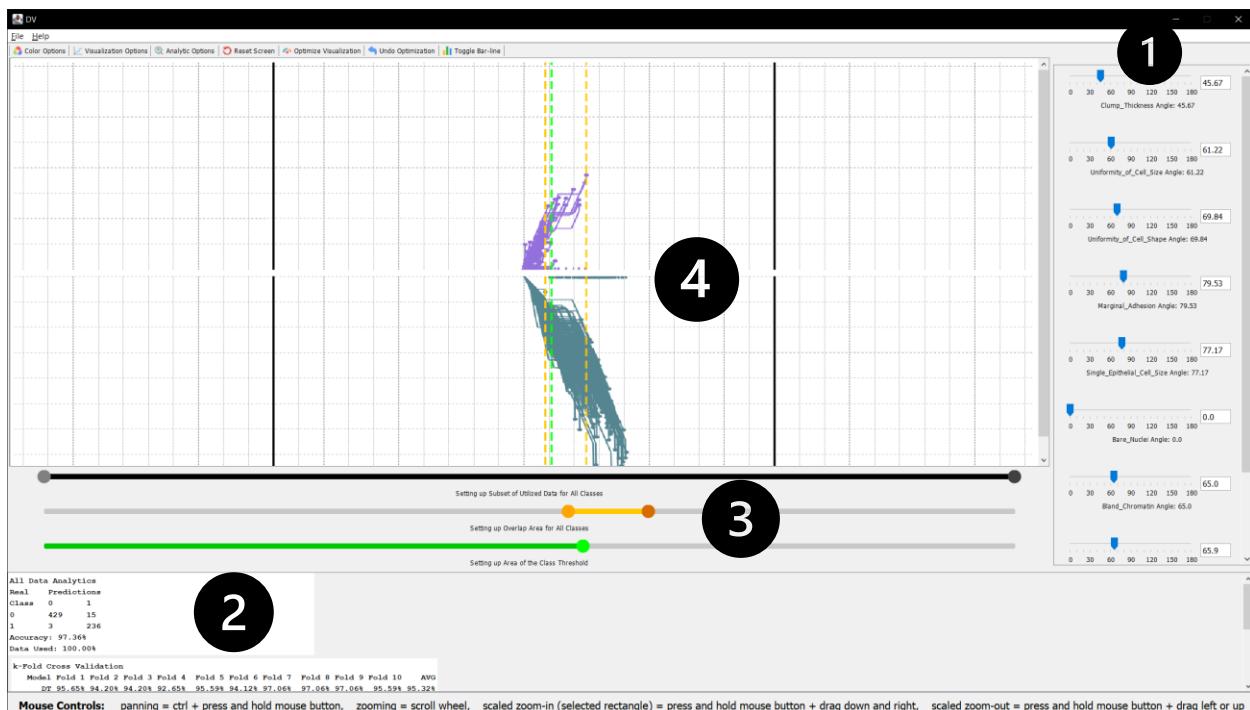 DV
File Help
Color Options Visualization Options Analytic Options Reset Screen Optimize Visualization Undo Optimization Toggle Bar-line
1
45.67
0 30 60 90 120 150 180
Clump_Thickness Angle: 45.67
61.22
0 30 60 90 120 150 180
Uniformity_of_Cell_Size Angle: 61.22
69.84
0 30 60 90 120 150 180
Uniformity_of_Cell_Shape Angle: 69.84
79.53
0 30 60 90 120 150 180
Marginal_Adhesion Angle: 79.53
77.17
0 30 60 90 120 150 180
Single_Epithelial_Cell_Size Angle: 77.17
0.0
0 30 60 90 120 150 180
Bare_Nuclei Angle: 0.0
65.0
0 30 60 90 120 150 180
Bland_Chromatin Angle: 65.0
65.9
0 30 60 90 120 150 180
4
Setting up Subset of Utilized Data for All Classes
3
Setting up Overlap Area for All Classes
Setting up Area of the Class Threshold
2
All Data Analytics
Real Predictions
Class 0 1
0 429 15
1 3 236
Accuracy: 97.36%
Data Used: 100.00%
k-Fold Cross Validation
Model Fold 1 Fold 2 Fold 3 Fold 4 Fold 5 Fold 6 Fold 7 Fold 8 Fold 9 Fold 10 AVG
DT 95.65% 94.20% 94.20% 92.65% 95.59% 94.12% 97.06% 97.06% 97.06% 95.59% 95.32%
Mouse Controls: panning = ctrl + press and hold mouse button, zooming = scroll wheel, scaled zoom-in (selected rectangle) = press and hold mouse button + drag down and right, scaled zoom-out = press and hold mouse button + drag left or up